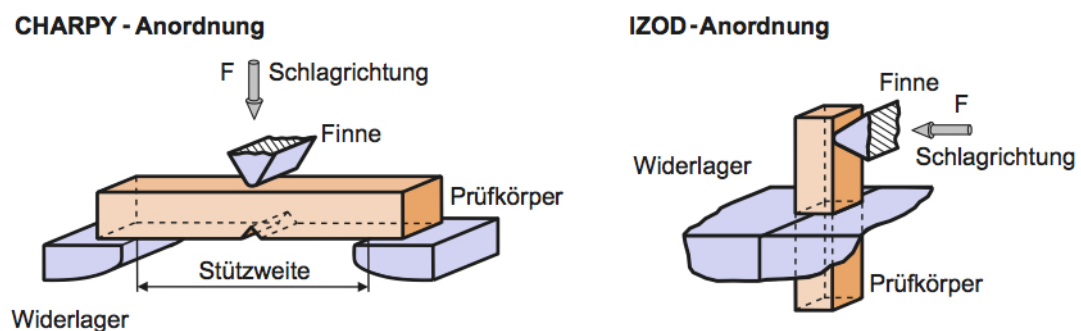 CHARPY - Anordnung
F Schlagrichtung
Finne
Prüfkörper
Stützweite
Widerlager
IZOD - Anordnung
Finne
F
Schlagrichtung
Widerlager
Prüfkörper